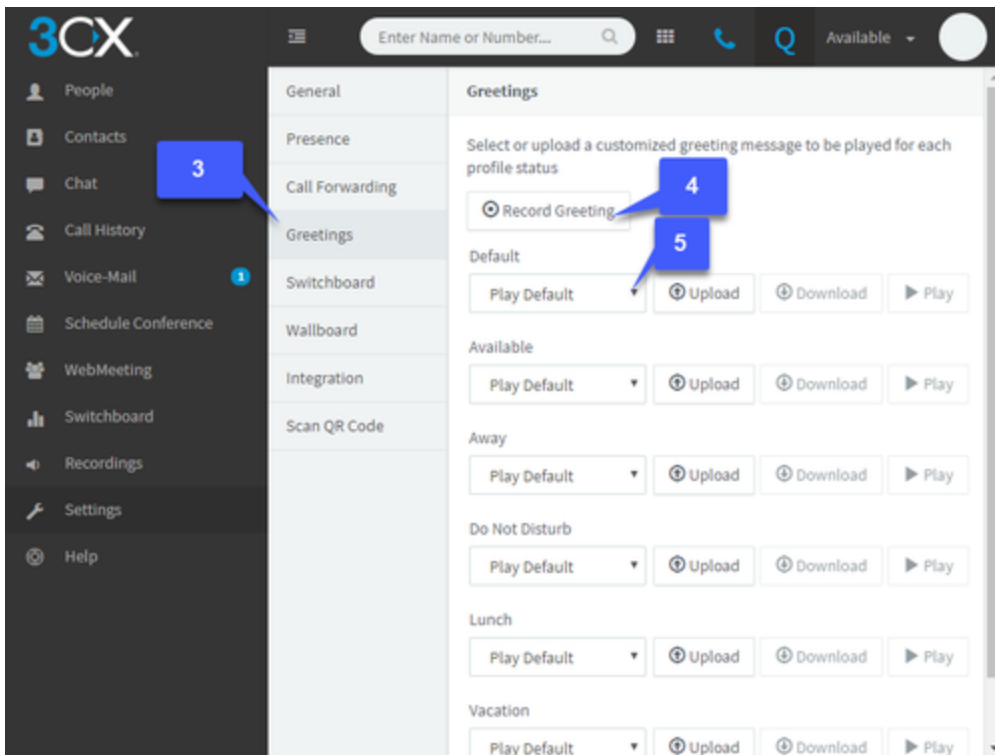 3CX
Enter Name or Number...
Q
Available
People
Contacts
Chat
Call History
Voice-Mail 1
Schedule Conference
WebMeeting
Switchboard
Recordings
Settings
Help
General
Presence
Call Forwarding
Greetings
Switchboard
Wallboard
Integration
Scan QR Code
3
Greetings
Select or upload a customized greeting message to be played for each
profile status
4
Record Greeting
5
Default
Play Default Upload Download Play
Available
Play Default Upload Download Play
Away
Play Default Upload Download Play
Do Not Disturb
Play Default Upload Download Play
Lunch
Play Default Upload Download Play
Vacation
Play Default Upload Download Play